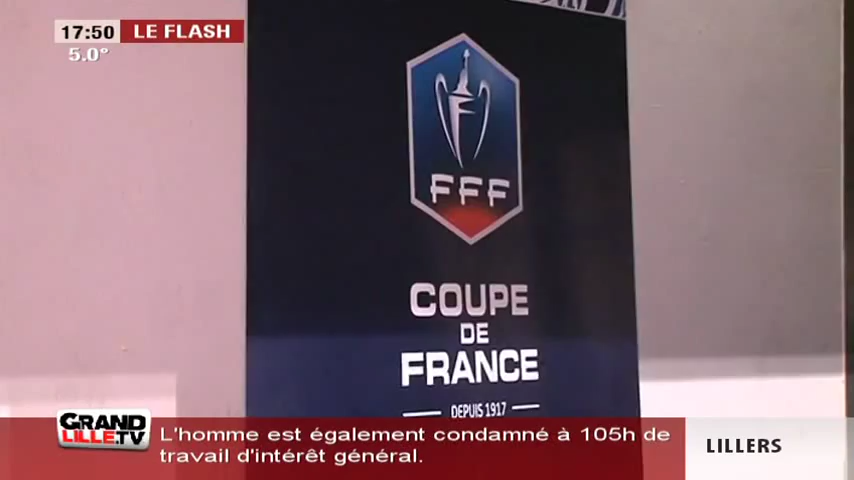 17:50 LE FLASH
5.0°
FFF
COUPE
DE
FRANCE
DEPUIS 1917
GRAND
LILLE.TV
L'homme est également condamné à 105h de
travail d'intérêt général.
LILLERS